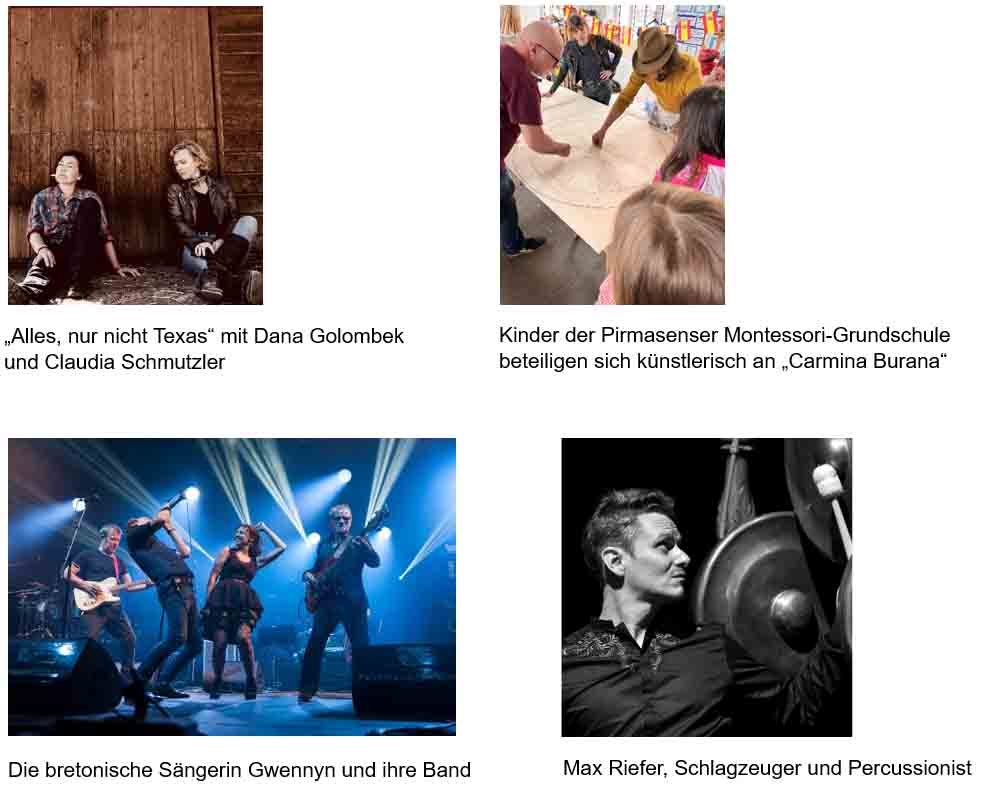 „Alles, nur nicht Texas“ mit Dana Golombek
und Claudia Schmutzler
Kinder der Pirmasenser Montessori-Grundschule
beteiligen sich künstlerisch an „Carmina Burana“
Die bretonische Sängerin Gwennyn und ihre Band
Max Riefer, Schlagzeuger und Percussionist